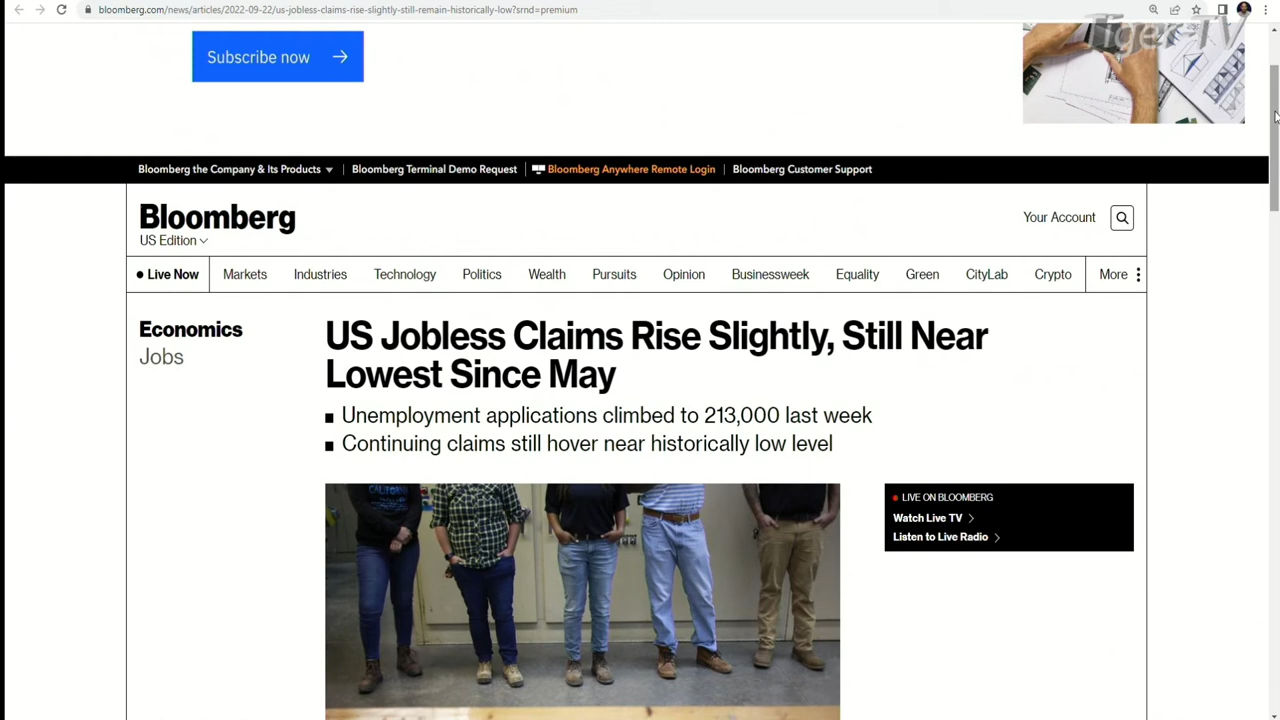 bloomberg.com/news/articles/2022-09-22/us-jobless-claims-rise-slightly-still-remain-historically-low?srnd=premium
Tiger-TV
Subscribe now
Bloomberg the Company & Its Products
Bloomberg Terminal Demo Request
Bloomberg Anywhere Remote Login
Bloomberg Customer Support
Bloomberg
US Edition
Your Account
Live Now
Markets
Industries
Technology
Politics
Wealth
Pursuits
Opinion
Businessweek
Equality
Green
CityLab
Crypto
More
Economics
Jobs
US Jobless Claims Rise Slightly, Still Near
Lowest Since May
Unemployment applications climbed to 213,000 last week
Continuing claims still hover near historically low level
CALIFORNIA
LIVE ON BLOOMBERG
Watch Live TV
Listen to Live Radio